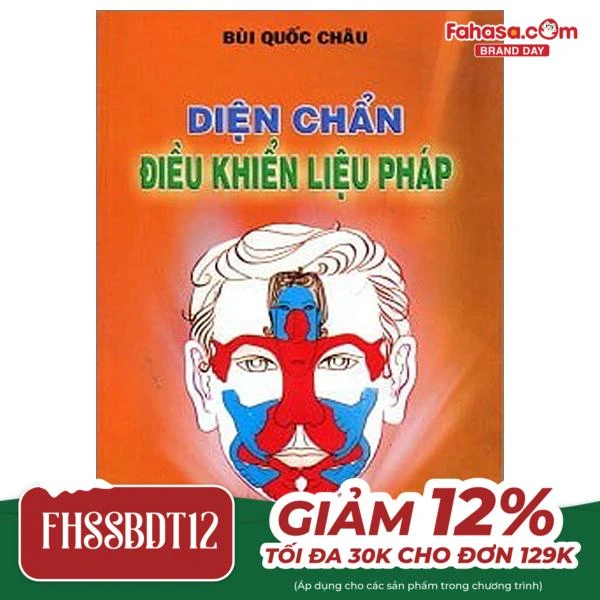 Fahasa.com
BRAND DAY
BÙI QUỐC CHÂU
DIỆN CHẨN
ĐIỀU KHIỂN LIỆU PHÁP
FHSSBDT12
GIẢM 12%
TỐI ĐA 30K CHO ĐƠN 129K
(Áp dụng cho các sản phẩm trong chương trình)